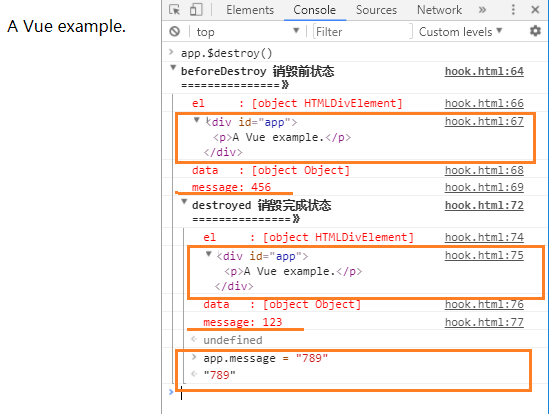 A Vue example.
Elements Console Sources
top Filter Custom levels
app.$destroy()
beforeDestroy 销毁前状态 hook.html:64
===============》
el : [object HTMLDivElement] hook.html:66
<div id="app"> hook.html:67
<p>A Vue example.</p>
</div>
data : [object Object] hook.html:68
message: 456 hook.html:69
destroyed 销毁完成状态 hook.html:72
===============》
el : [object HTMLDivElement] hook.html:74
<div id="app"> hook.html:75
<p>A Vue example.</p>
</div>
data : [object Object] hook.html:76
message: 123 hook.html:77
undefined
app.message = "789"
"789"